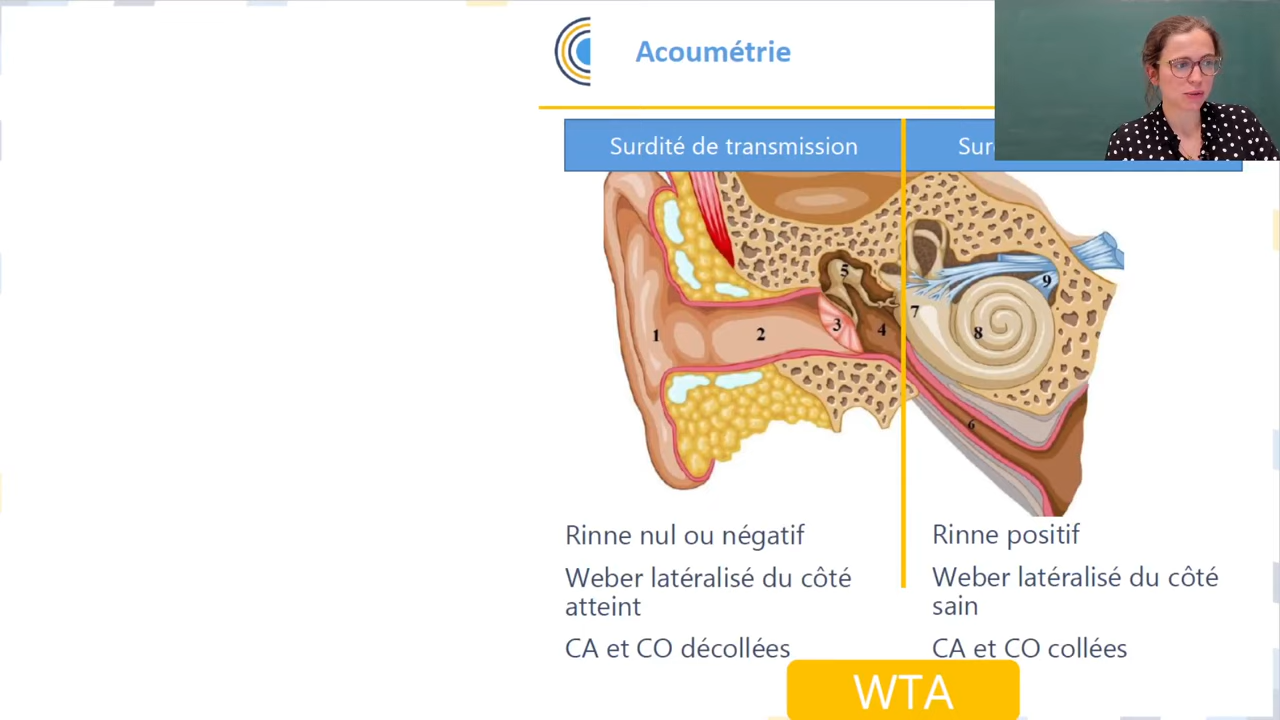 Acoumétrie
Surdité de transmission
1
2
3
4
5
6
7
8
9
Rinne nul ou négatif
Weber latéralisé du côté
atteint
CA et CO décollées
Rinne positif
Weber latéralisé du côté
sain
CA et CO collées
WTA